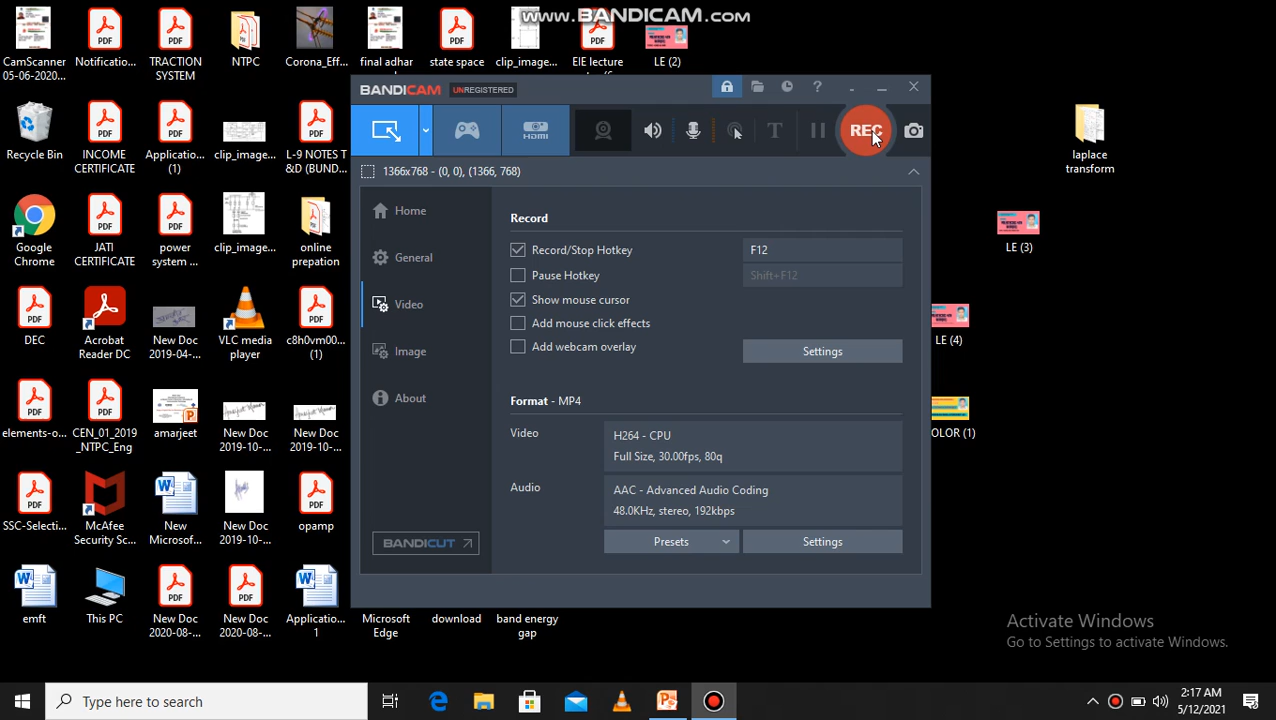 www.BANDICAM.com
CamScanner
05-06-2020...
Notificatio...
TRACTION
SYSTEM
NTPC
Corona_Eff...
final adhar
state space
clip_image...
EIE lecture
LE (2)
BANDICAM
UNREGISTERED
HDMI
T
REC
1366x768 - (0, 0), (1366, 768)
Recycle Bin
INCOME
CERTIFICATE
Applicatio...
(1)
clip_image...
L-9 NOTES T
& D (BUND...
laplace
transform
Google
Chrome
JATI
CERTIFICATE
power
system ...
clip_image...
online
prepation
LE (3)
DEC
Acrobat
Reader DC
New Doc
2019-04-...
VLC media
player
c8h0vm00...
(1)
LE (4)
elements-o...
CEN_01_2019
_NTPC_Eng
amarjeet
New Doc
2019-10-...
New Doc
2019-10-...
OLOR (1)
SSC-Selecti...
McAfee
Security Sc...
New
Microsof...
New Doc
2019-10-...
opamp
emft
This PC
New Doc
2020-08-...
New Doc
2020-08-...
Applicatio...
1
Microsoft
Edge
download
band energy
gap
Home
General
Video
Image
About
BANDICUT
Record
Record/Stop Hotkey
F12
Pause Hotkey
Shift+F12
Show mouse cursor
Add mouse click effects
Add webcam overlay
Settings
Format - MP4
Video
H264 - CPU
Full Size, 30.00fps, 80q
Audio
AAC - Advanced Audio Coding
48.0KHz, stereo, 192kbps
Presets
Settings
Activate Windows
Go to Settings to activate Windows.
Type here to search
2:17 AM
5/12/2021